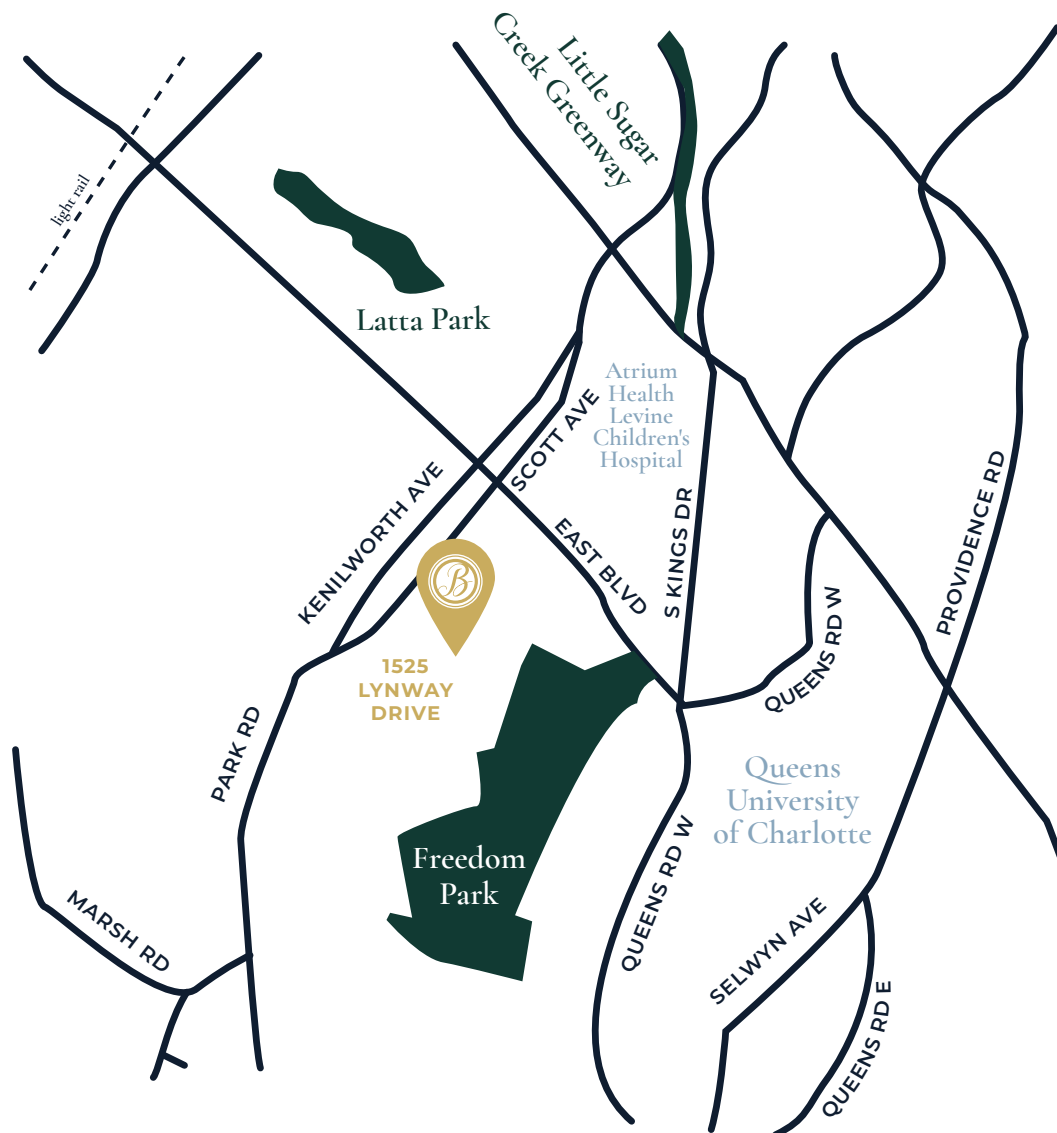 Little Sugar
Creek Greenway
light rail
Latta Park
Atrium
Health
Levine
Children's
Hospital
SCOTT AVE
KENILWORTH AVE
EAST BLVD
S KINGS DR
PROVIDENCE RD
QUEENS RD W
B
1525
LYNWAY
DRIVE
PARK RD
Queens
University
of Charlotte
Freedom
Park
QUEENS RD W
MARSH RD
SELWYN AVE
QUEENS RD E